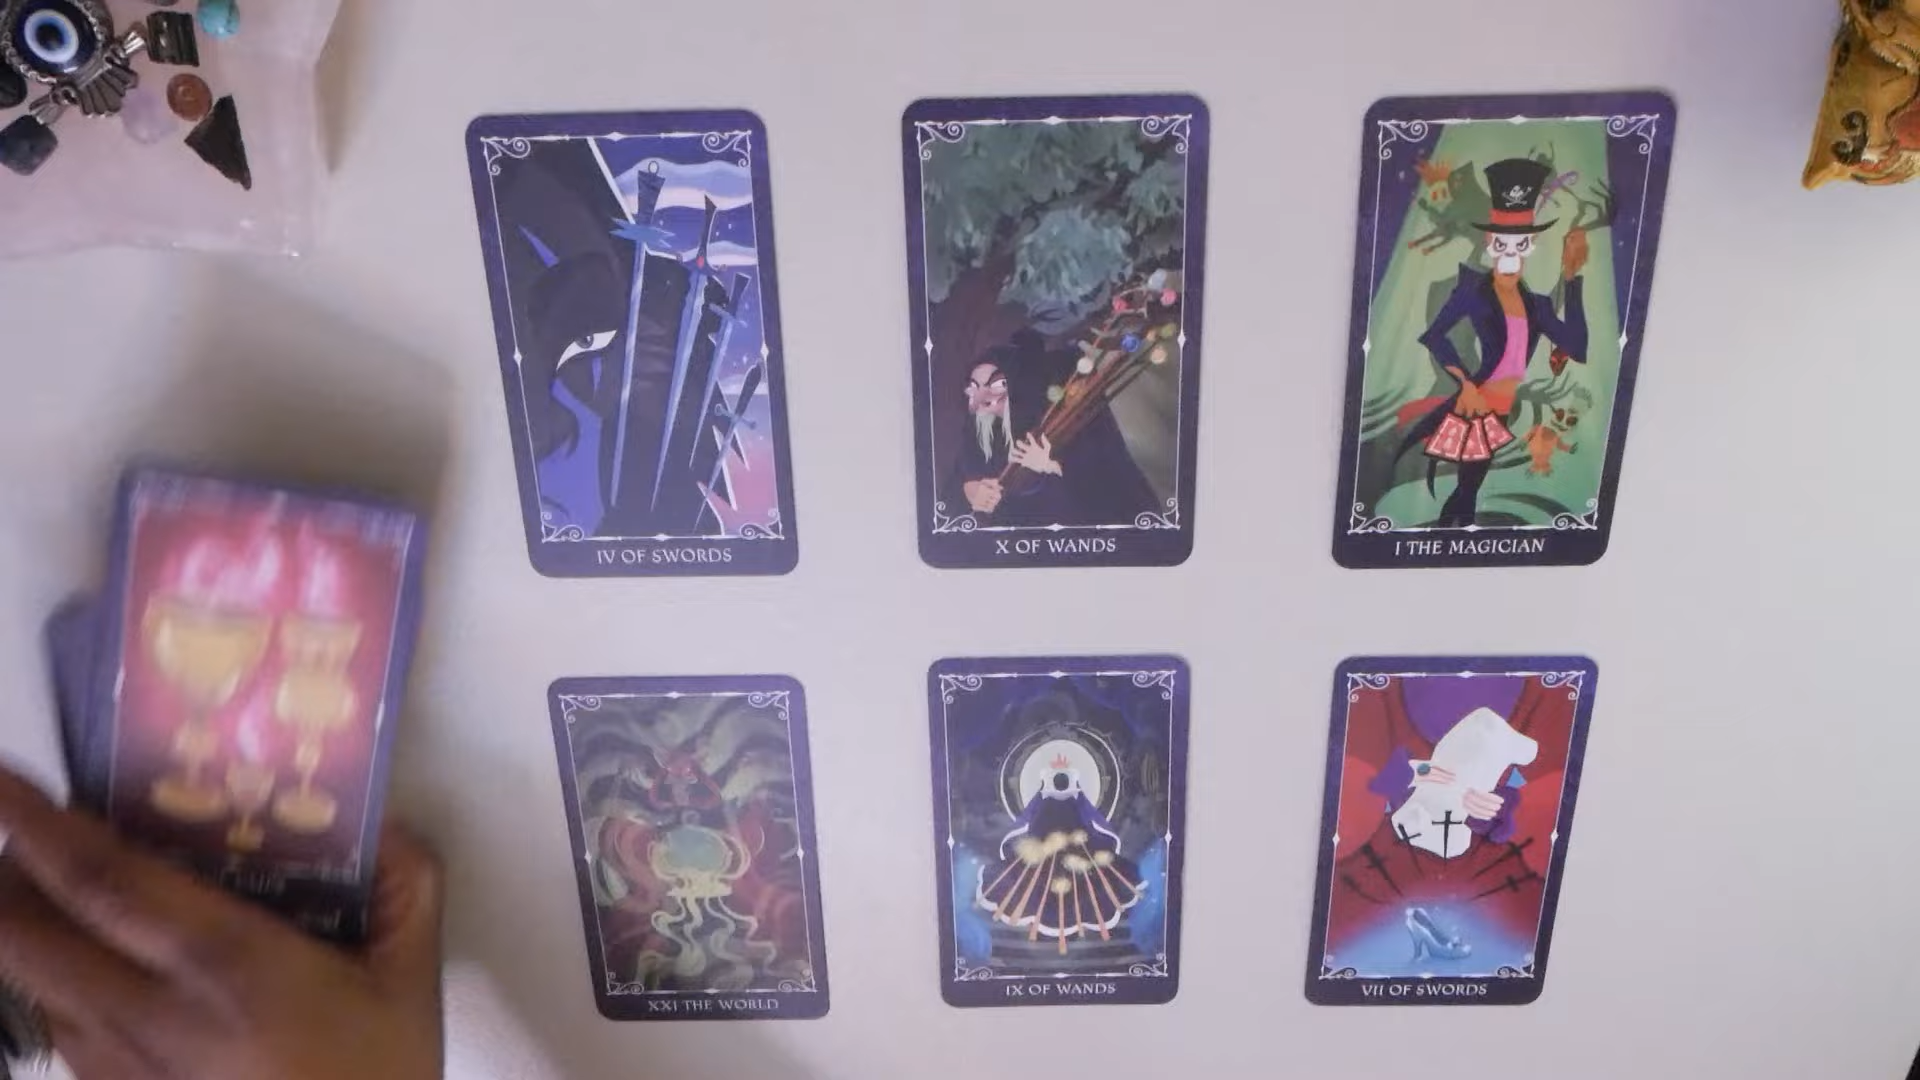 IV OF SWORDS
X OF WANDS
I THE MAGICIAN
XXI THE WORLD
IX OF WANDS
VII OF SWORDS